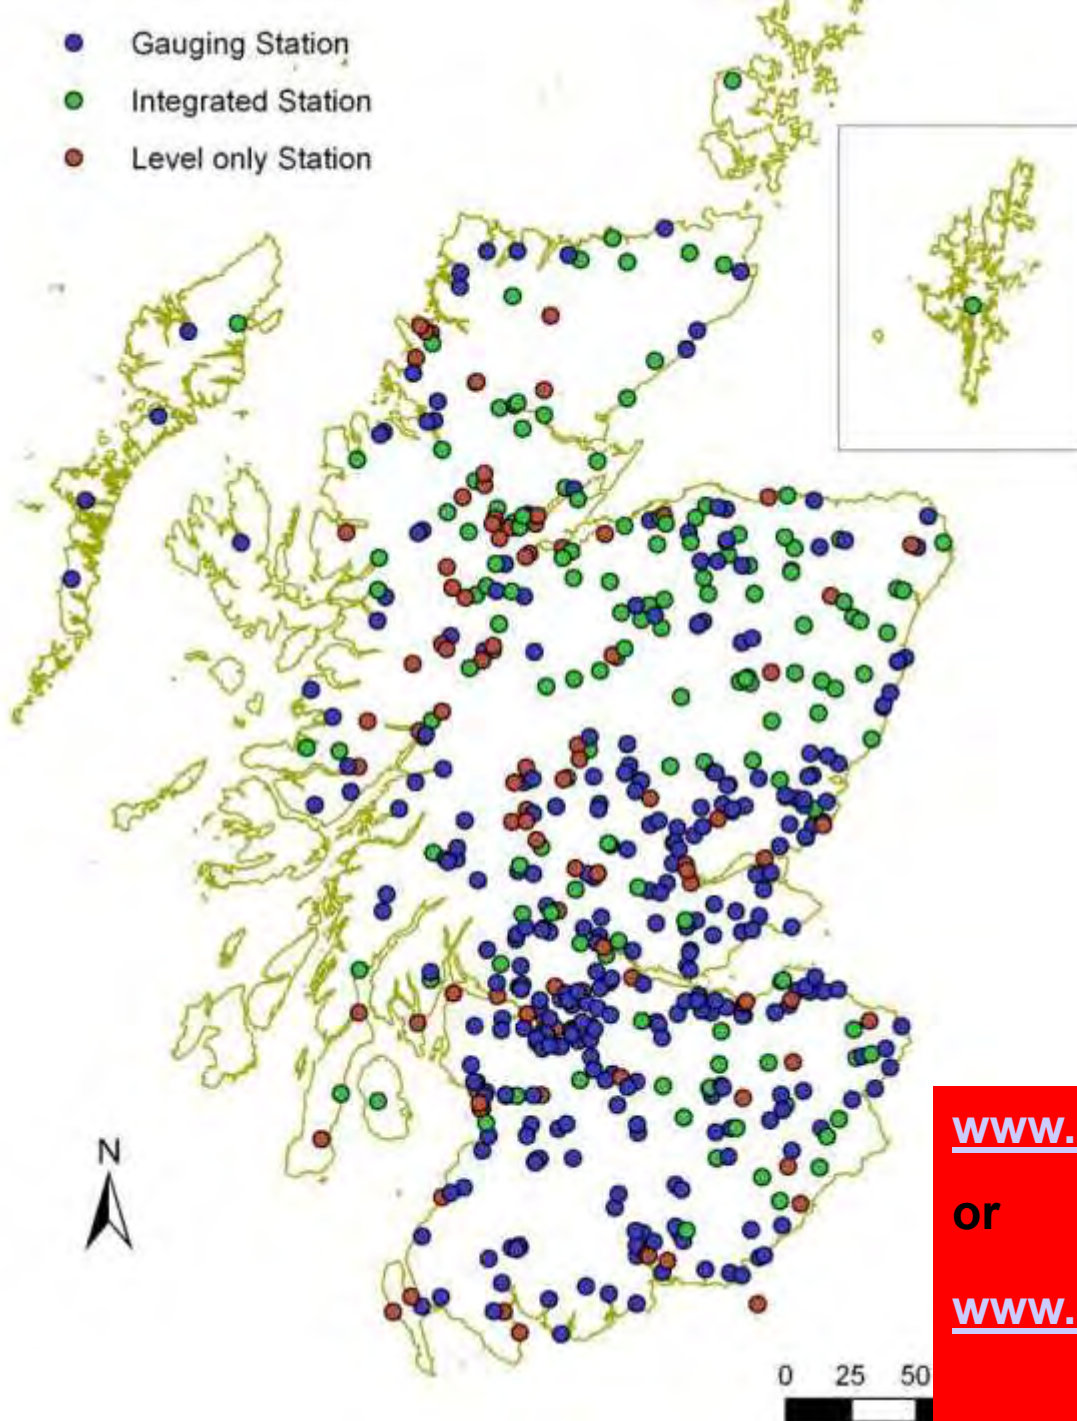 Gauging Station
Integrated Station
Level only Station
N
www.
or
www.
0 25 50